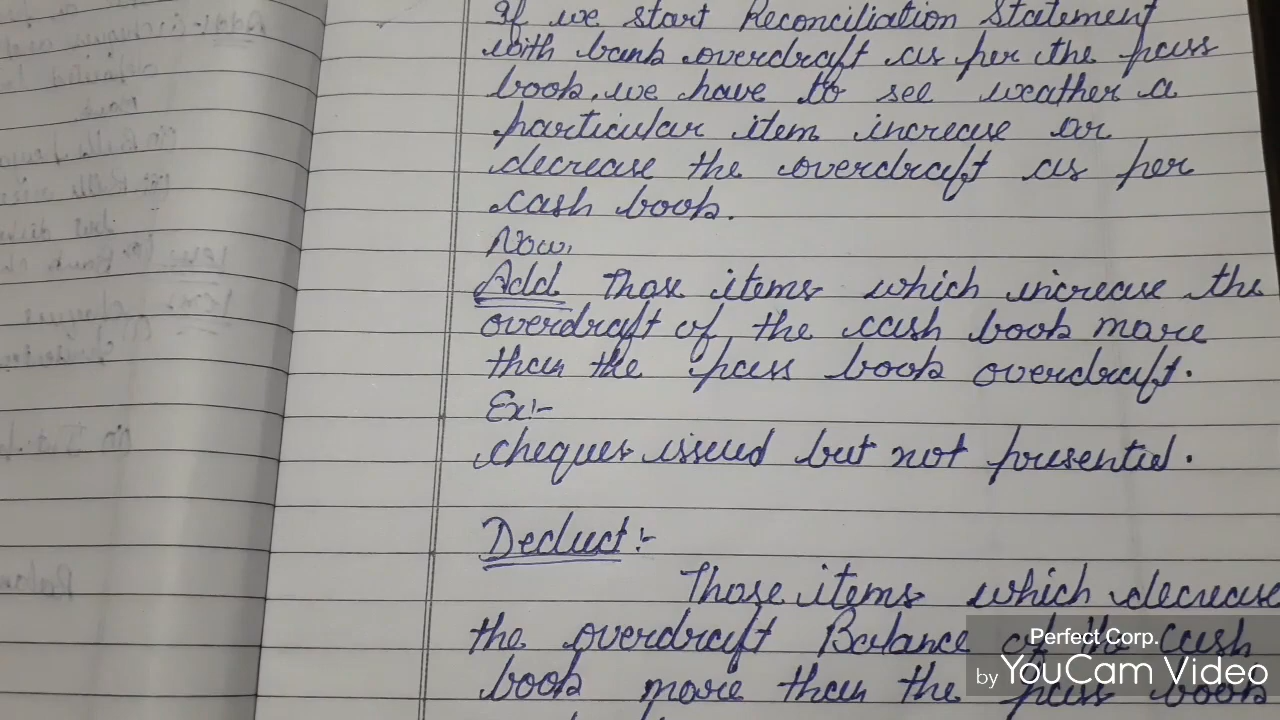 If we start Reconciliation Statement
with bank overdraft as per the pass
book, we have to see weather a
particular item increase or
decrease the overdraft as per
cash book.
Now,
Add Those items which increase the
overdraft of the cash book more
than the pass book overdraft.
Ex:-
cheques issued but not presented.
Deduct :-
Those items which decrease
the overdraft Balance of the cash
book more than the pass book
Perfect Corp.
by YouCam Video